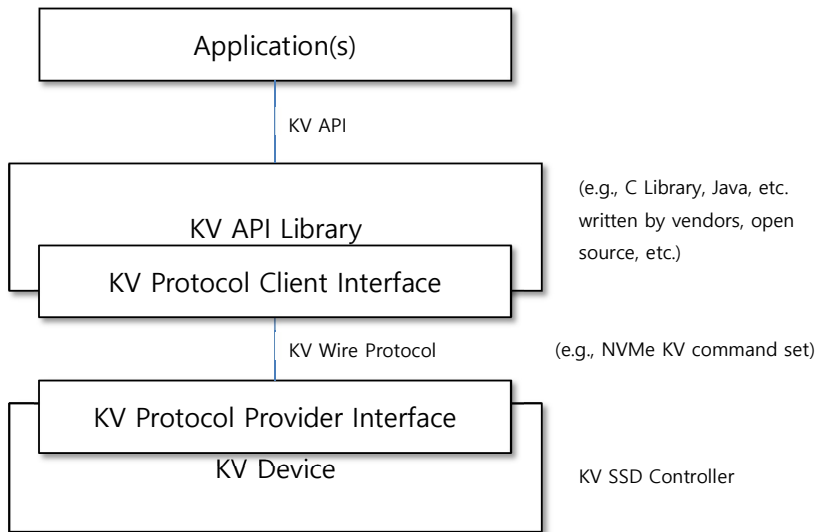 Application(s)
KV API
(e.g., C Library, Java, etc.
written by vendors, open
source, etc.)
KV API Library
KV Protocol Client Interface
KV Wire Protocol
(e.g., NVMe KV command set)
KV Protocol Provider Interface
KV Device
KV SSD Controller